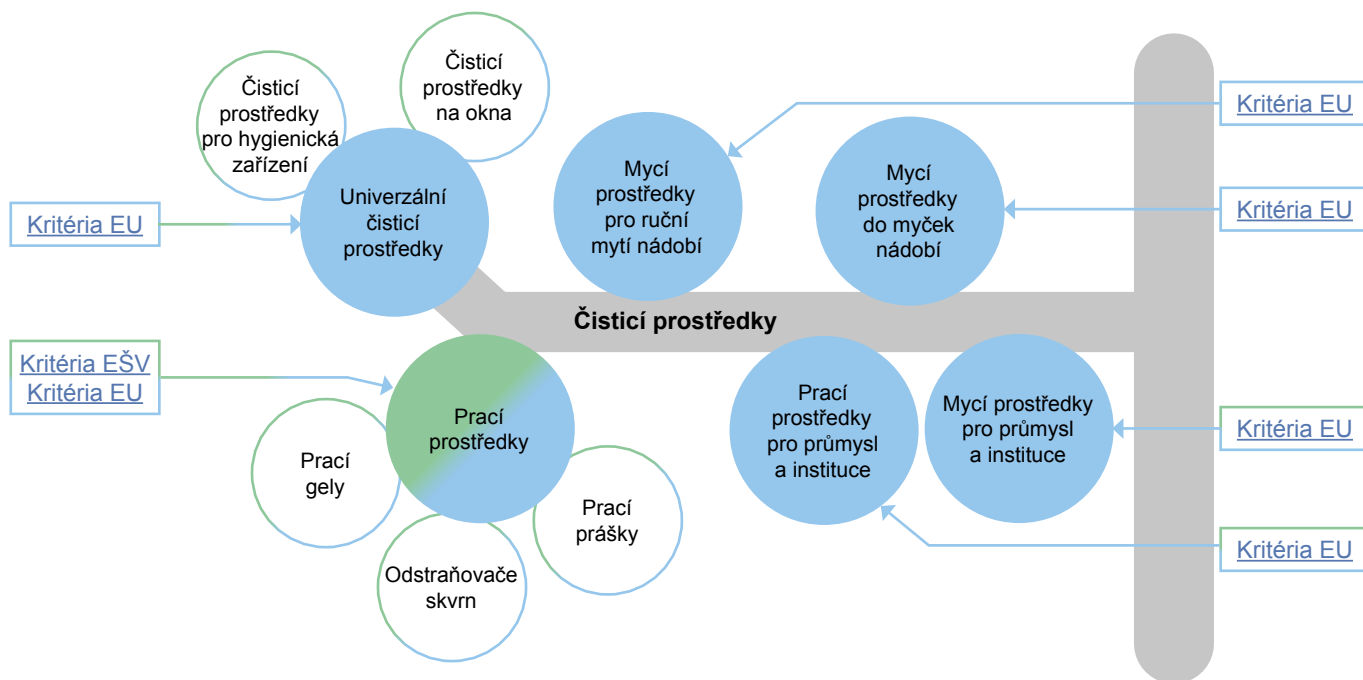 Čisticí
prostředky
pro hygienická
zařízení
Čisticí
prostředky
na okna
Kritéria EU
Univerzální
čisticí
prostředky
Mycí
prostředky
pro ruční
mytí nádobí
Mycí
prostředky
do myček
nádobí
Kritéria EU
Kritéria EU
Čisticí prostředky
Kritéria EŠV
Kritéria EU
Prací
prostředky
Prací
gely
Odstraňovače
skvrn
Prací
prášky
Prací
prostředky
pro průmysl
a instituce
Mycí prostředky
pro průmysl
a instituce
Kritéria EU
Kritéria EU